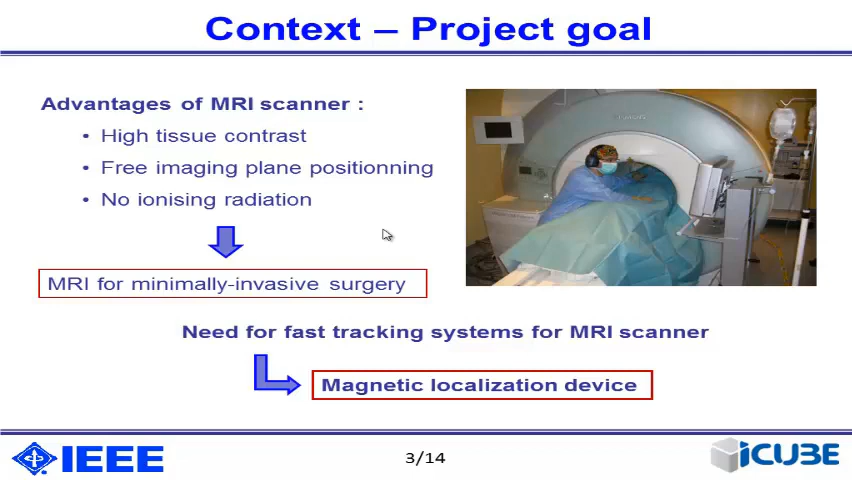 Context – Project goal
Advantages of MRI scanner :
• High tissue contrast
• Free imaging plane positionning
• No ionising radiation
MRI for minimally-invasive surgery
Need for fast tracking systems for MRI scanner
Magnetic localization device
IEEE
3/14
iCUBE